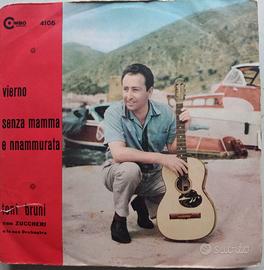 COMBO
4106
vierno
senza mamma
e nnammurata
toni bruni
con ZUCCHERI
e la sua Orchestra
subito